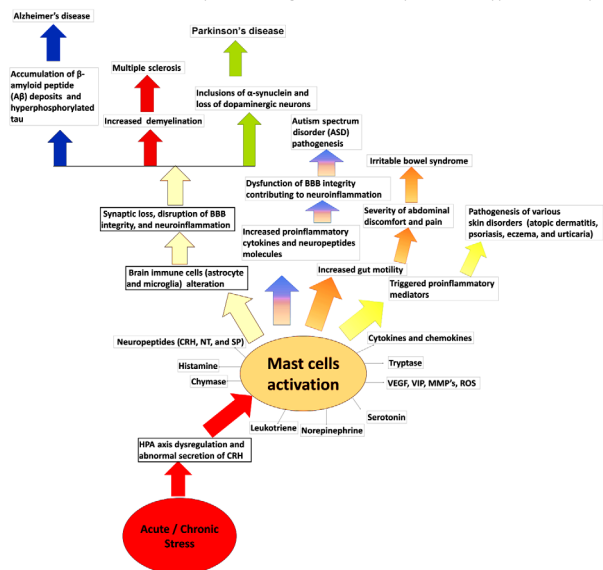 Alzheimer's disease
Parkinson's disease
Accumulation of β-
amyloid peptide
(Aβ) deposits and
hyperphosphorylated
tau
Multiple sclerosis
Increased demyelination
Inclusions of α-synuclein and
loss of dopaminergic neurons
Autism spectrum
disorder (ASD)
pathogenesis
Irritable bowel syndrome
Dysfunction of BBB integrity
contributing to neuroinflammation
Synaptic loss, disruption of BBB
integrity, and neuroinflammation
Increased proinflammatory
cytokines and neuropeptides
molecules
Severity of abdominal
discomfort and pain
Pathogenesis of various
skin disorders (atopic dermatitis,
psoriasis, eczema, and urticaria)
Brain immune cells (astrocyte
and microglia) alteration
Increased gut motility
Triggered proinflammatory
mediators
Neuropeptides (CRH, NT, and SP)
Cytokines and chemokines
Histamine
Tryptase
Chymase
VEGF, VIP, MMP's, ROS
Mast cells
activation
Serotonin
Leukotriene
Norepinephrine
HPA axis dysregulation and
abnormal secretion of CRH
Acute / Chronic
Stress